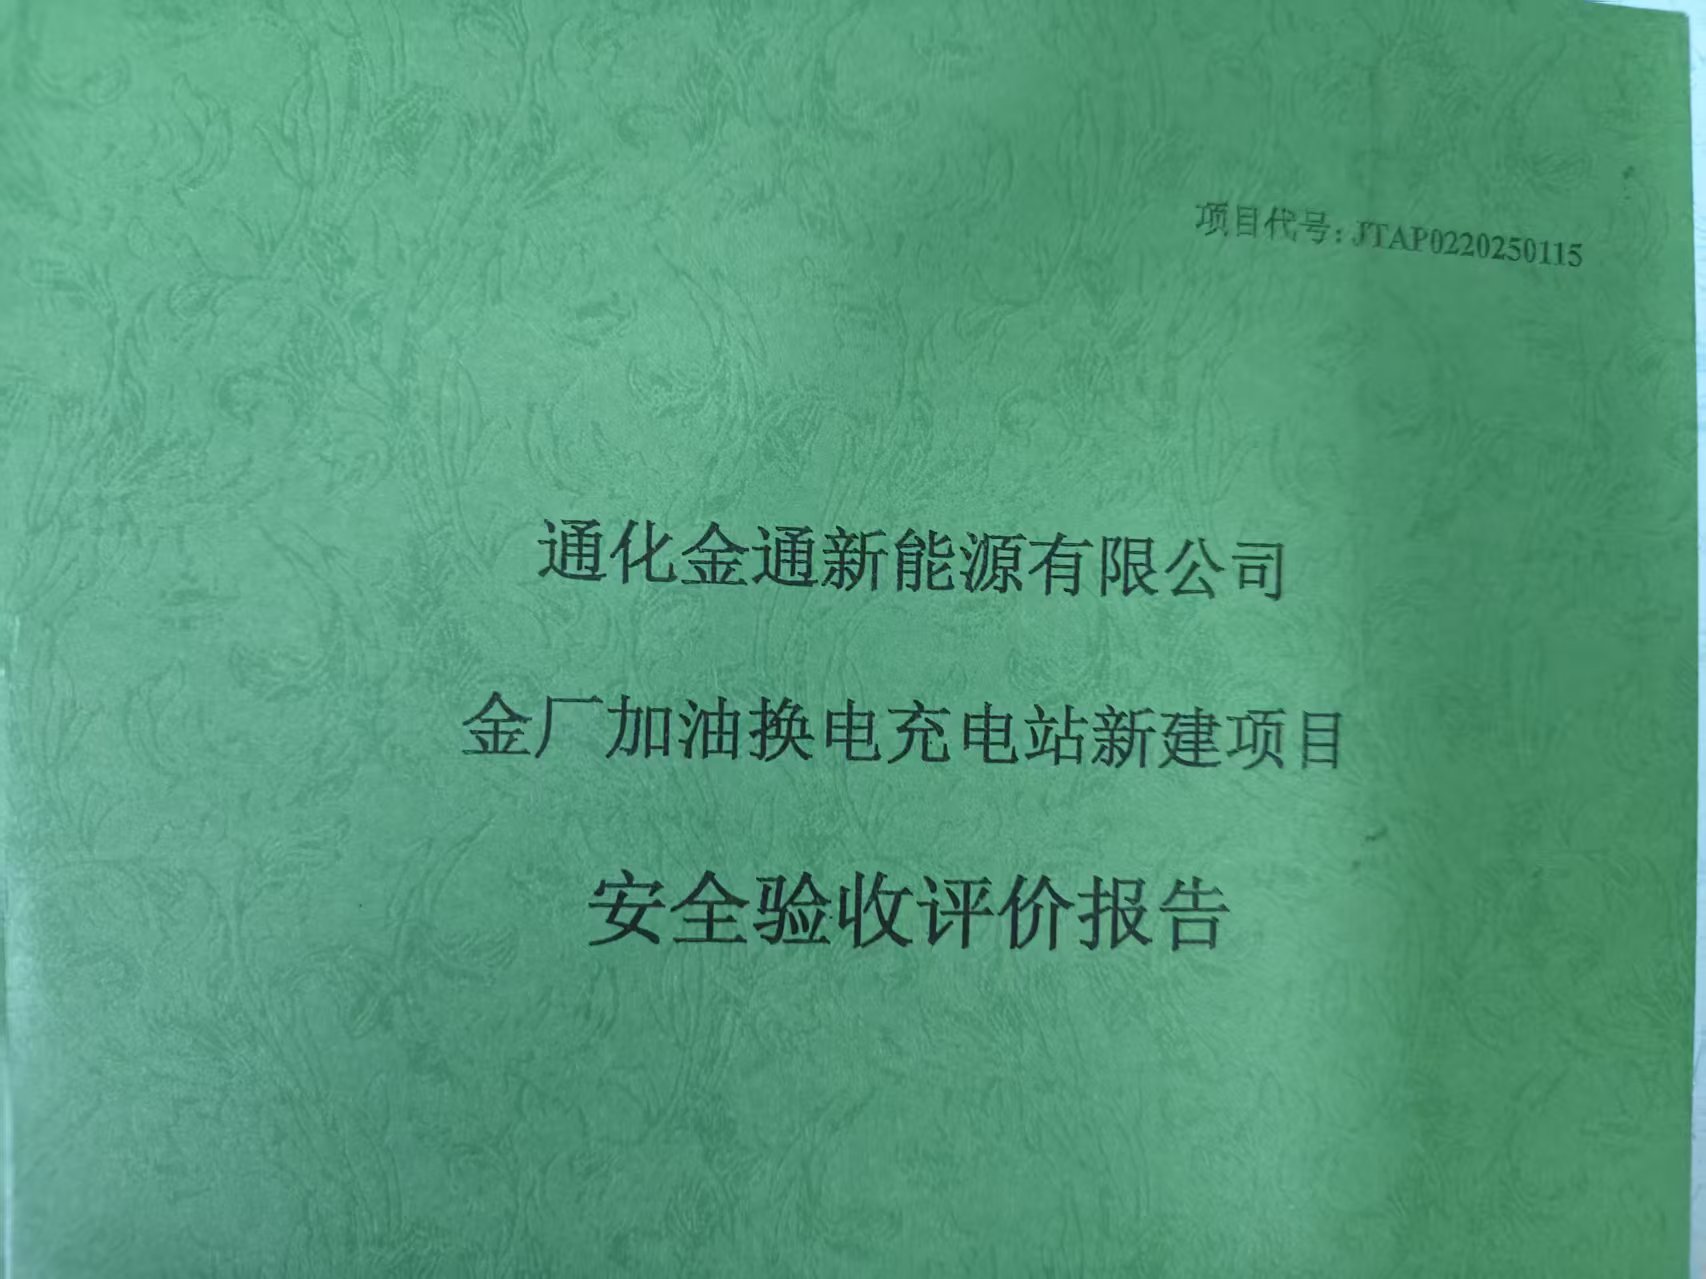 项目代号：JTAP0220250115
通化金通新能源有限公司
金厂加油换电充电站新建项目
安全验收评价报告